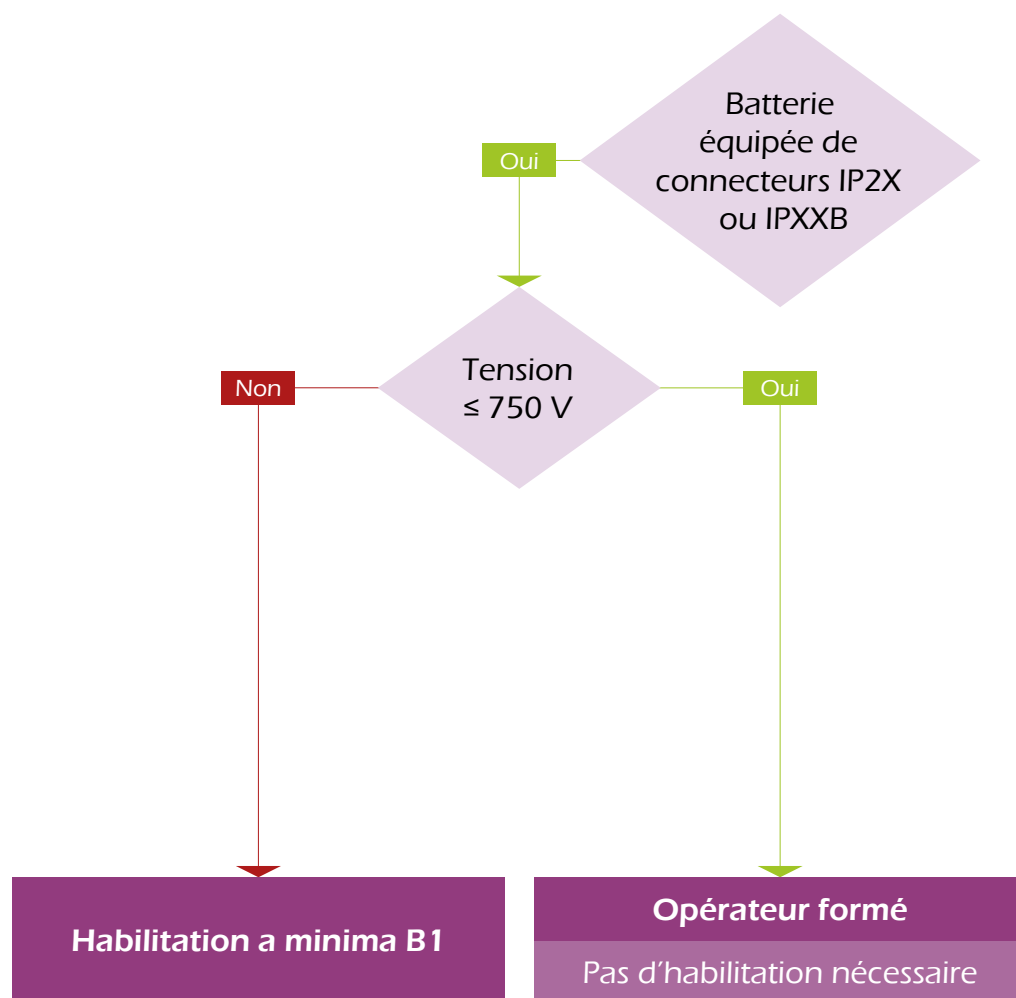 Batterie
équipée de
connecteurs IP2X
ou IPXXB
Oui
Tension
≤ 750 V
Non
Oui
Habilitation a minima B1
Opérateur formé
Pas d'habilitation nécessaire